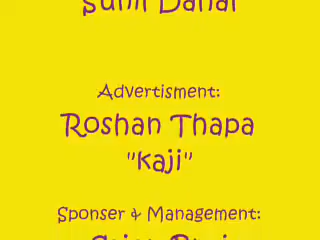 Sunil Dahal
Advertisment:
Roshan Thapa
"kaji"
Sponser & Management: